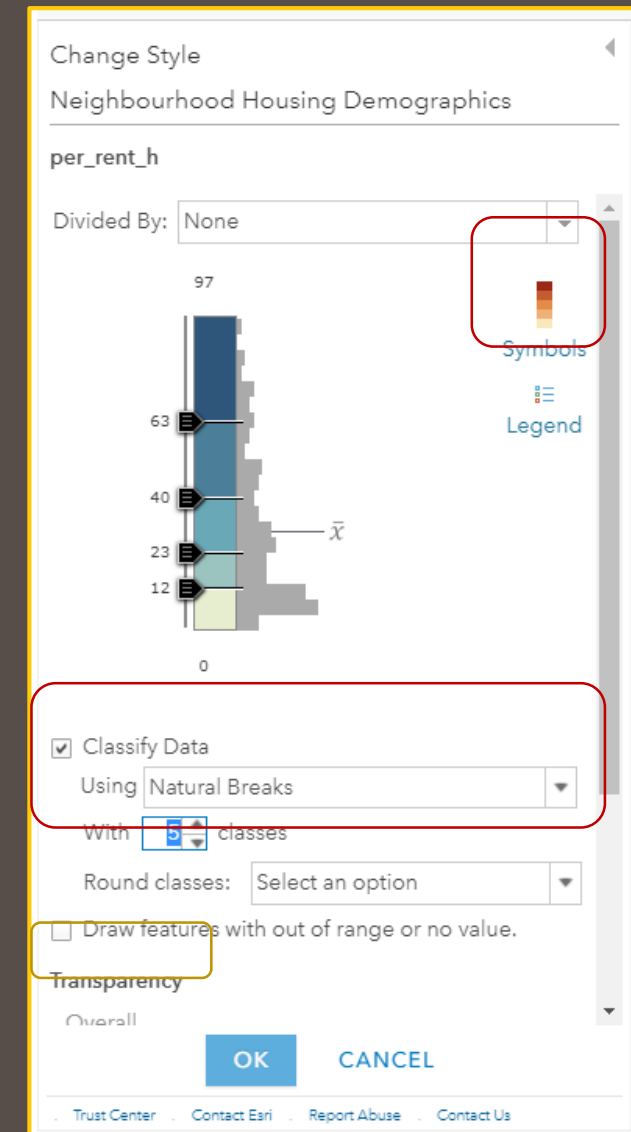 Change Style
Neighbourhood Housing Demographics
per_rent_h
Divided By: None
97
Symbols
Legend
63
40
x̄
23
12
0
Classify Data
Using Natural Breaks
With 5 classes
Round classes: Select an option
Draw features with out of range or no value.
Transparency
Overall
OK CANCEL
. Trust Center . Contact Esri . Report Abuse . Contact Us